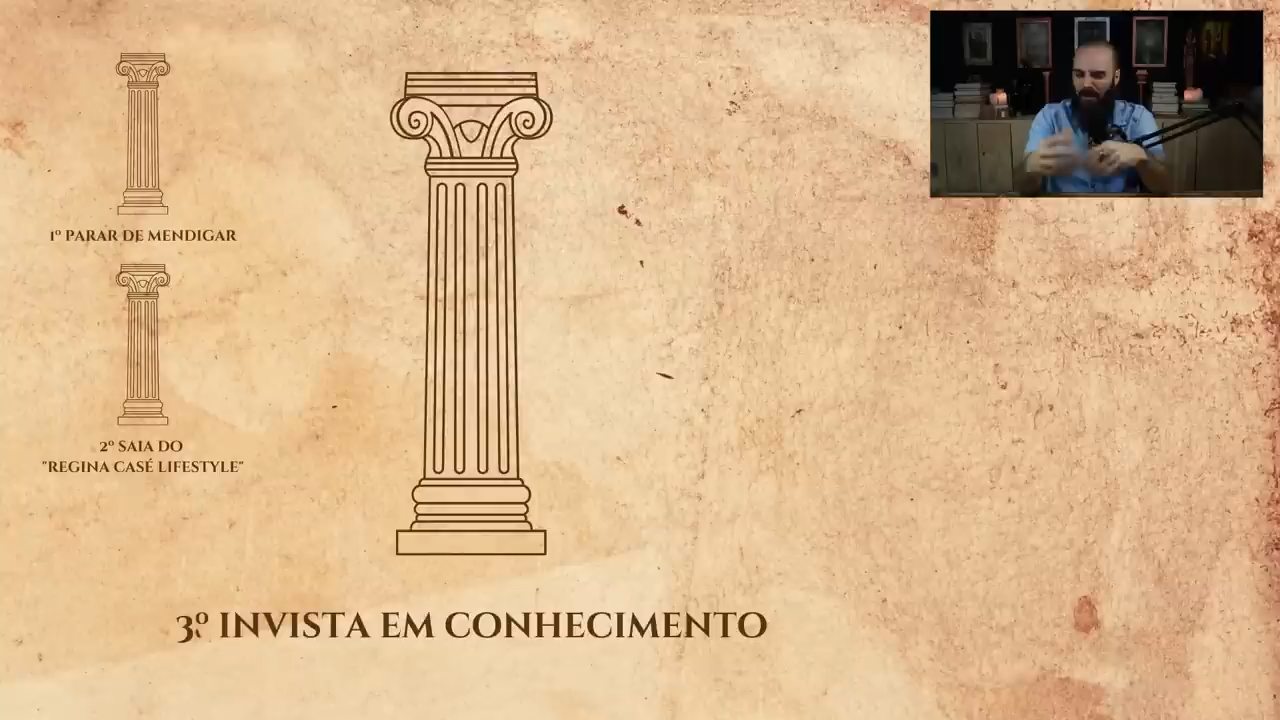 1º PARAR DE MENDIGAR
2º SAIA DO
"REGINA CASÉ LIFESTYLE"
3º INVISTA EM CONHECIMENTO